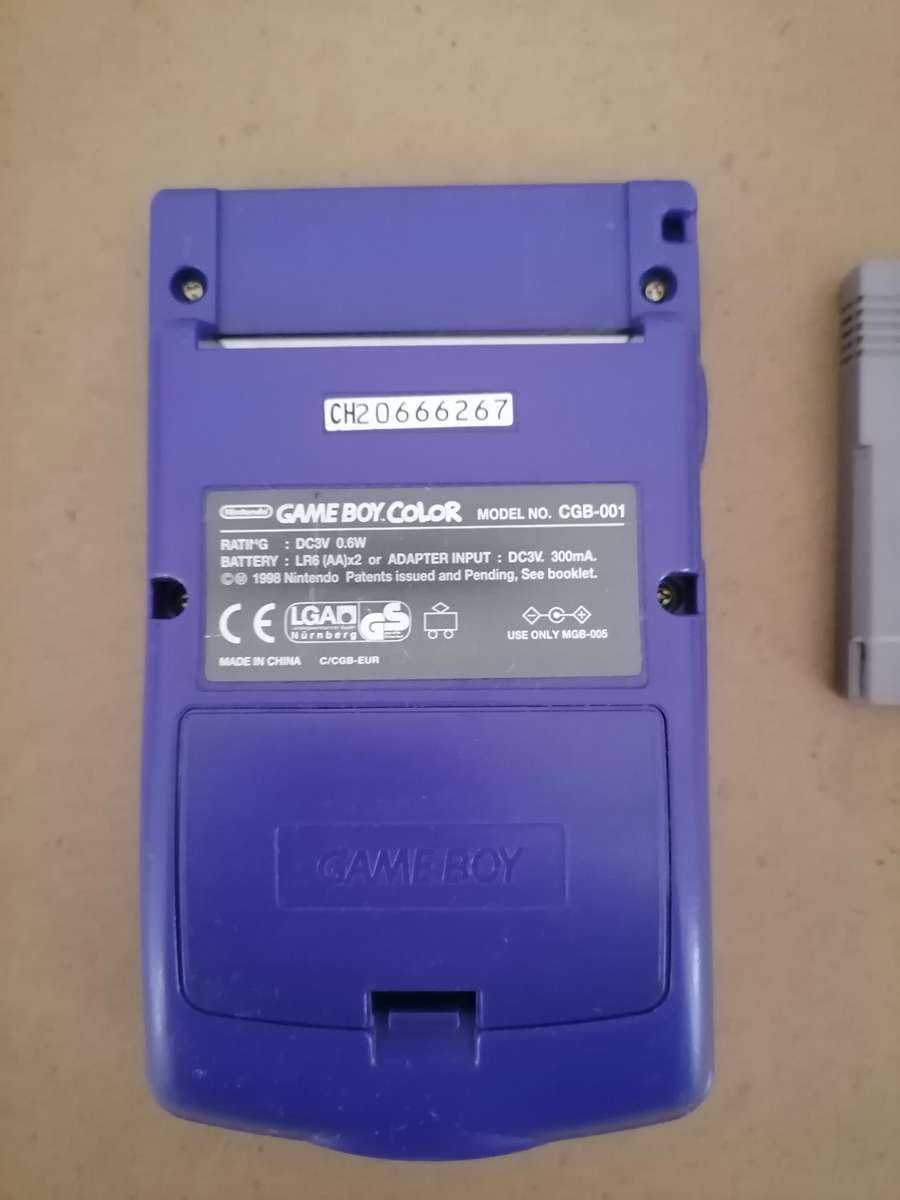 CH20666267
Nintendo GAME BOY COLOR MODEL NO. CGB-001
RATING : DC3V 0.6W
BATTERY : LR6 (AA)x2 or ADAPTER INPUT : DC3V. 300mA.
©Ⓜ 1998 Nintendo Patents issued and Pending, See booklet.
CE LGA GS
Nürnberg
USE ONLY MGB-005
MADE IN CHINA C/CGB-EUR
GAME BOY